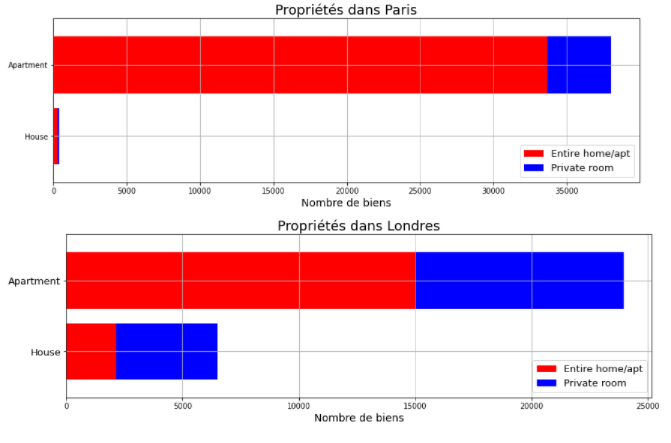 Propriétés dans Paris
Apartment
House
Entire home/apt
Private room
0 5000 10000 15000 20000 25000 30000 35000
Nombre de biens
Propriétés dans Londres
Apartment
House
Entire home/apt
Private room
0 5000 10000 15000 20000 25000
Nombre de biens